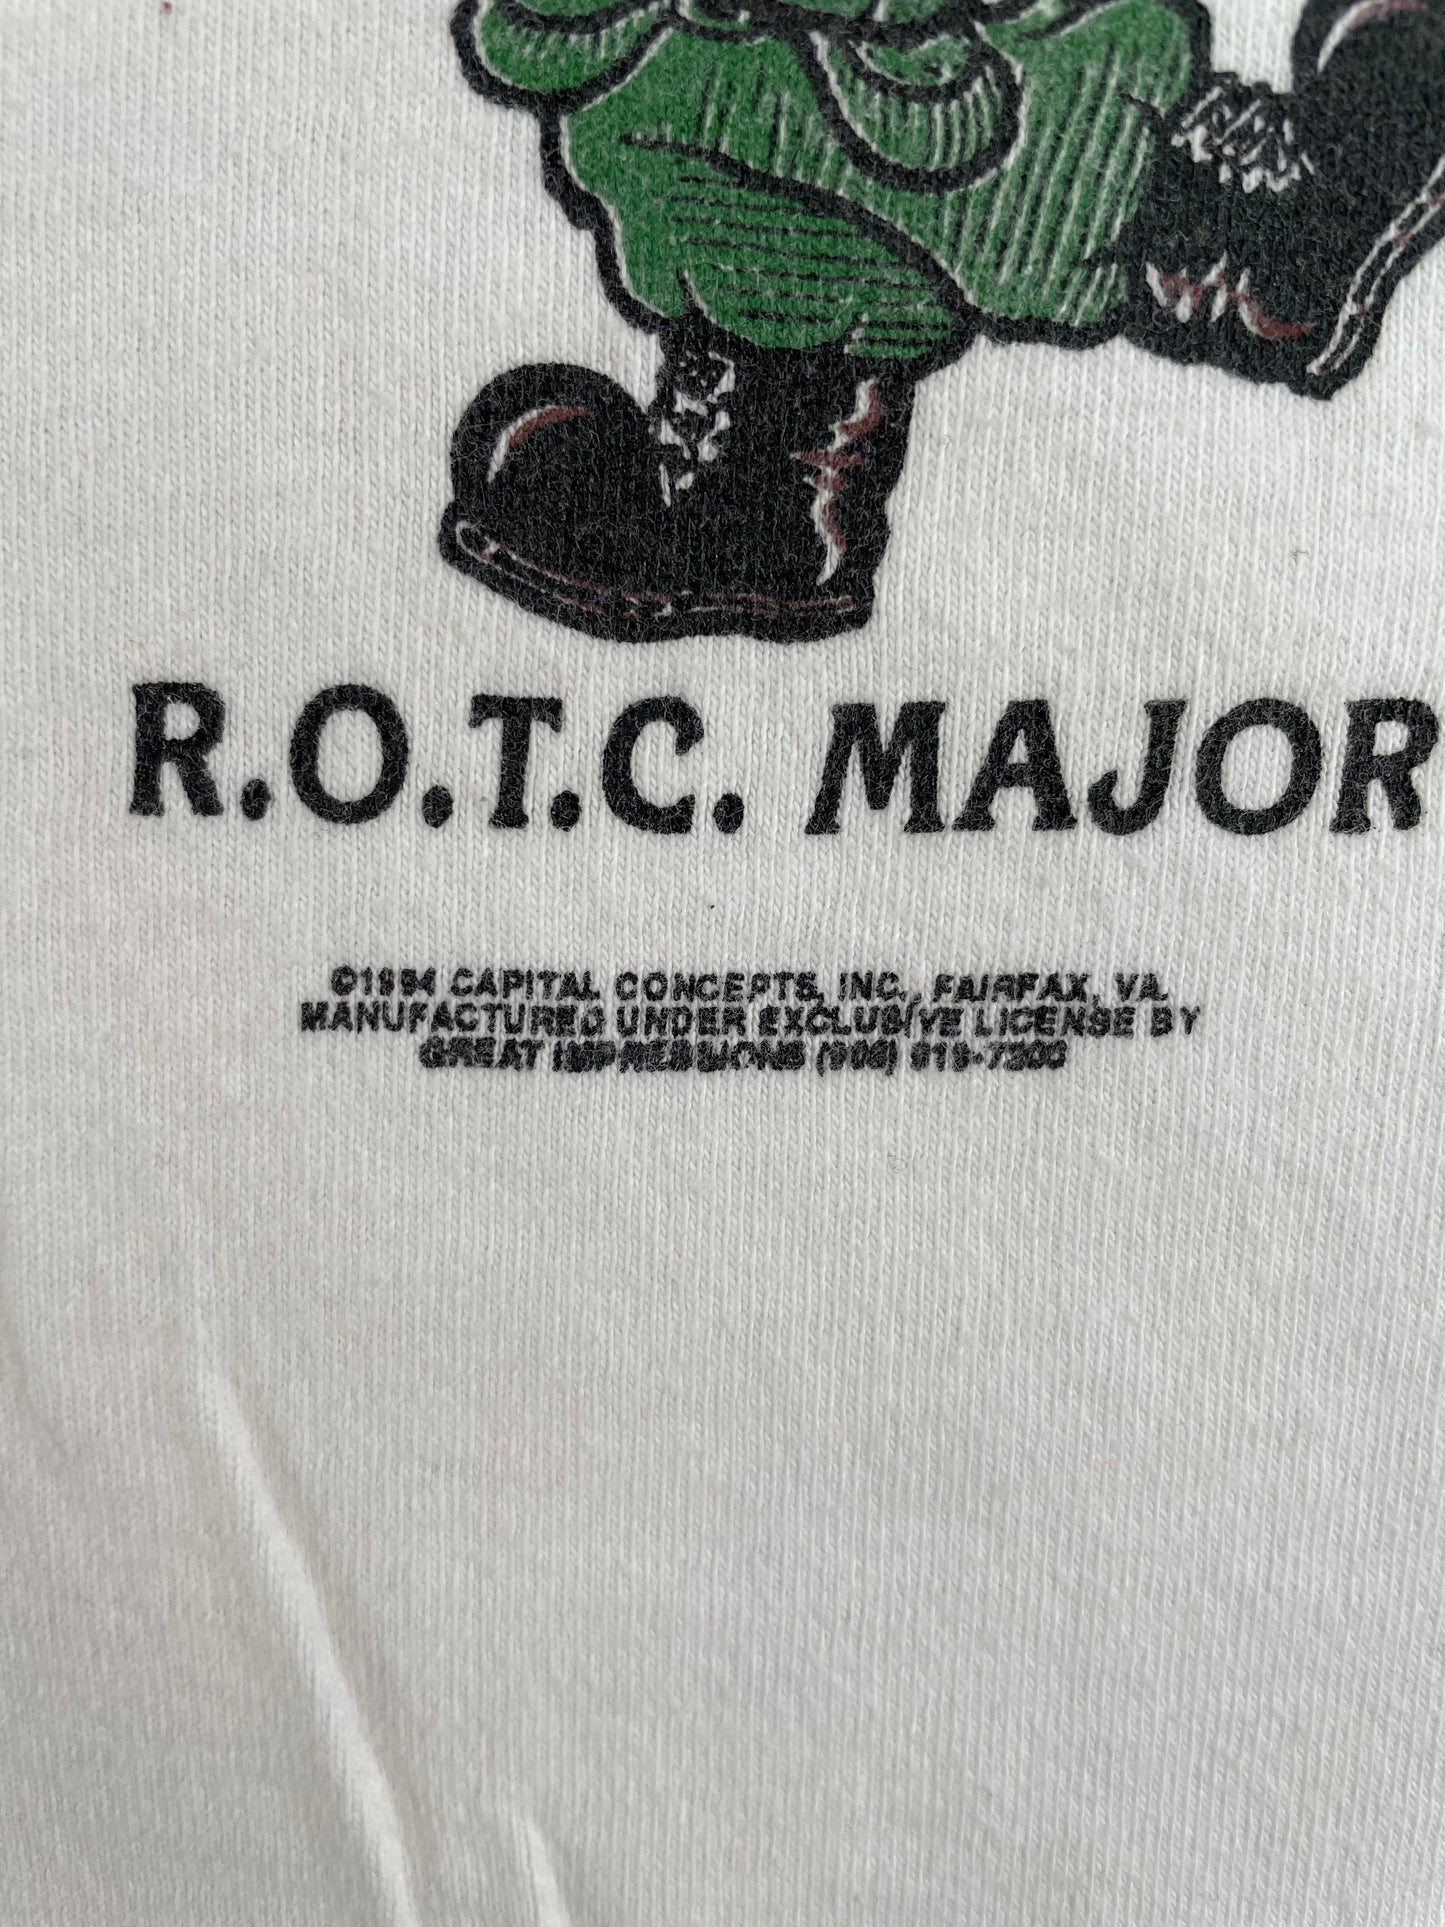 R.O.T.C. MAJOR
©1994 CAPITAL CONCEPTS, INC., FAIRFAX, VA.
MANUFACTURED UNDER EXCLUSIVE LICENSE BY
GREAT IMPRESSIONS